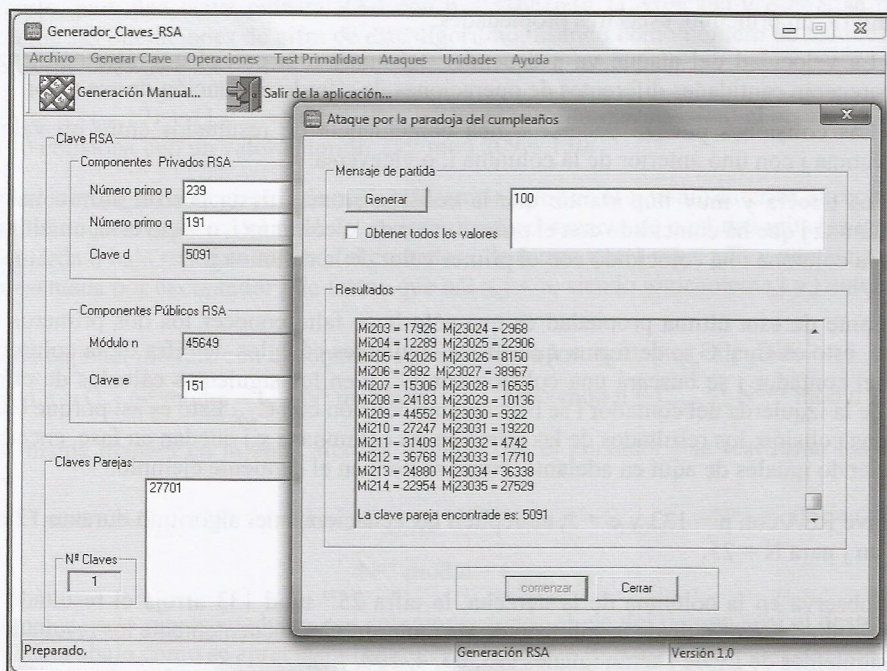 Generador_Claves_RSA
Archivo Generar Clave Operaciones Test Primalidad Ataques Unidades Ayuda
Generación Manual...
Salir de la aplicación...
Clave RSA
Componentes Privados RSA
Número primo p 239
Número primo q 191
Clave d 5091
Componentes Públicos RSA
Módulo n 45649
Clave e 151
Claves Parejas
27701
Nº Claves
1
Preparado.
Generación RSA
Versión 1.0
Ataque por la paradoja del cumpleaños
X
Mensaje de partida
Generar
100
Obtener todos los valores
Resultados
Mi203 = 17926 Mj23024 = 2968
Mi204 = 12289 Mj23025 = 22906
Mi205 = 42026 Mj23026 = 8150
Mi206 = 2892 Mj23027 = 38967
Mi207 = 15306 Mj23028 = 16535
Mi208 = 24183 Mj23029 = 10136
Mi209 = 44552 Mj23030 = 9322
Mi210 = 27247 Mj23031 = 19220
Mi211 = 31409 Mj23032 = 4742
Mi212 = 36768 Mj23033 = 17710
Mi213 = 24880 Mj23034 = 36338
Mi214 = 22954 Mj23035 = 27529
La clave pareja encontrada es: 5091
comenzar
Cerrar